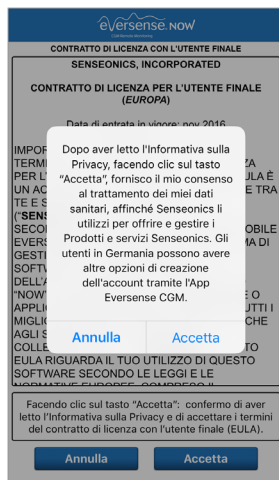 eversense. NOW
CGM Remote Monitoring
CONTRATTO DI LICENZA CON L'UTENTE FINALE
SENSEONICS, INCORPORATED
CONTRATTO DI LICENZA PER L'UTENTE FINALE
(EUROPA)
Data di entrata in vigore: nov 2016
Dopo aver letto l'Informativa sulla
Privacy, facendo clic sul tasto
“Accetta”, fornisco il mio consenso
al trattamento dei miei dati
sanitari, affinché Senseonics li
utilizzi per offrire e gestire i
Prodotti e servizi Senseonics. Gli
utenti in Germania possono avere
altre opzioni di creazione
dell'account tramite l'App
Eversense CGM.
Annulla
Accetta
EULA RIGUARDA IL TUO UTILIZZO DI QUESTO
SOFTWARE SECONDO LE LEGGI E LE
NORMATIVE EUROPEE, COMPRESO IL
Facendo clic sul tasto “Accetta”: confermo di aver
letto l'Informativa sulla Privacy e di accettare i termini
del contratto di licenza con l'utente finale (EULA).
Annulla
Accetta